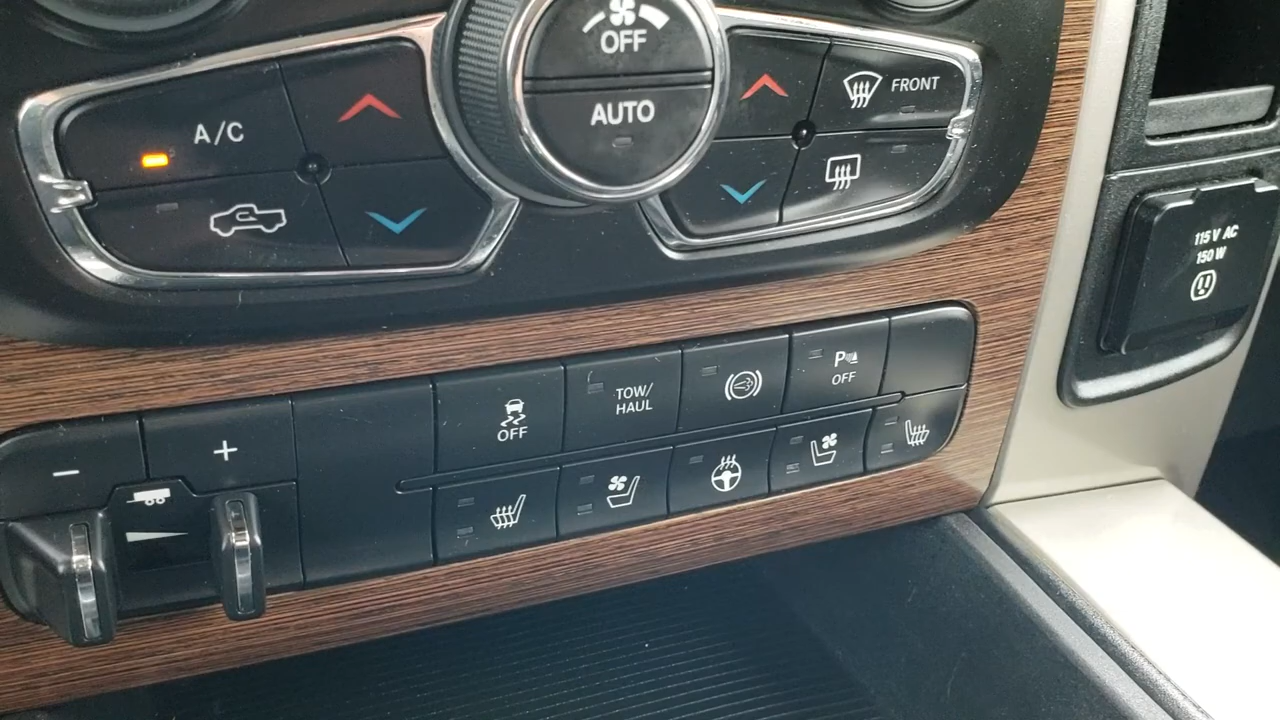 OFF
AUTO
A/C
FRONT
115 V AC
150 W
− +
OFF
TOW/
HAUL
P
OFF